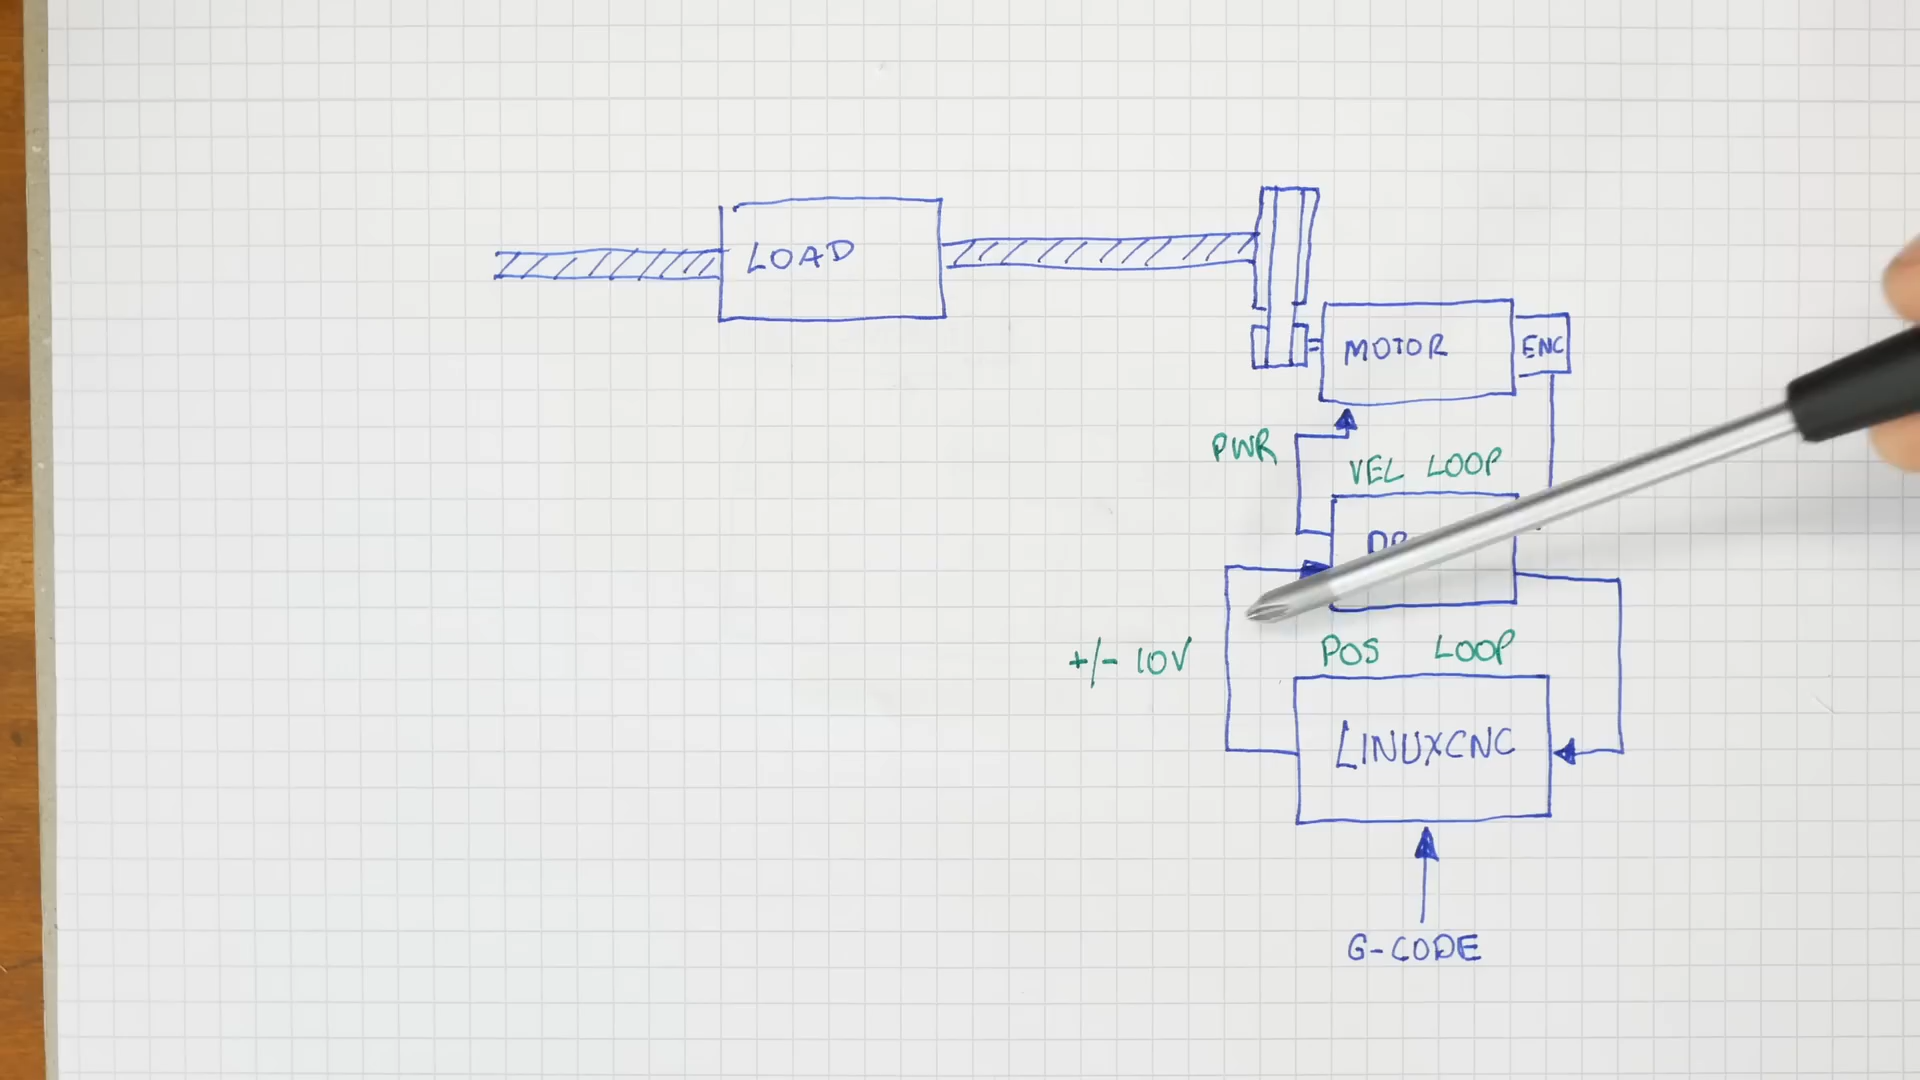 LOAD
MOTOR
ENC
PWR
VEL LOOP
+/- 10V
POS LOOP
LINUXCNC
G-CODE